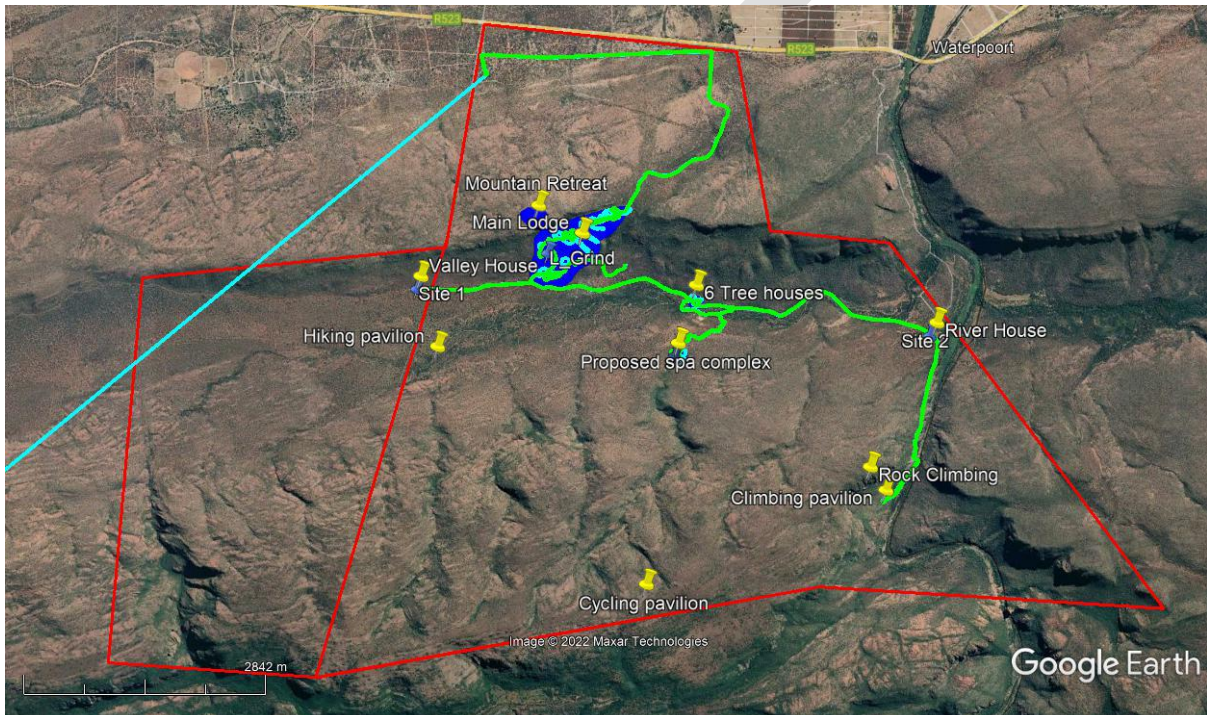 R523
R523
Waterpoort
Mountain Retreat
Main Lodge
L_Grind
Valley House
Site 1
6 Tree houses
Hiking pavilion
River House
Site 2
Proposed spa complex
Rock Climbing
Climbing pavilion
Cycling pavilion
Image © 2022 Maxar Technologies
2842 m
Google Earth